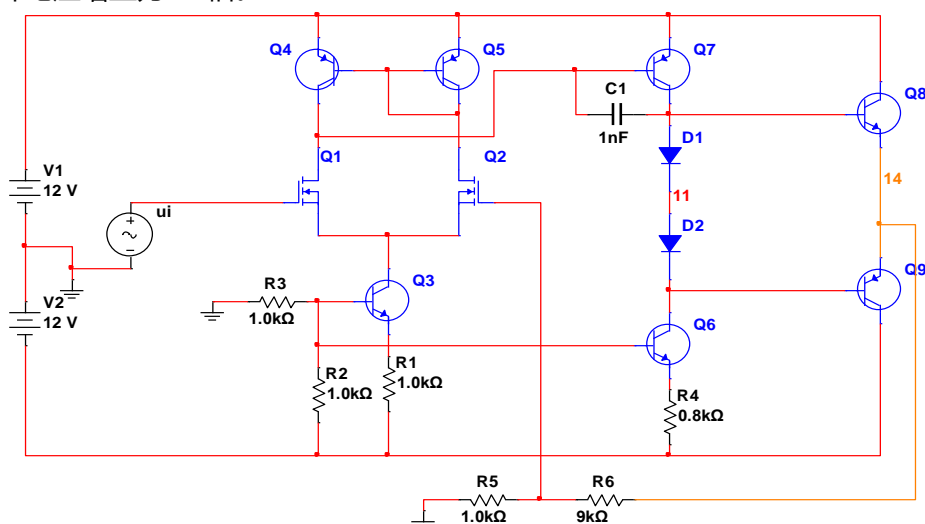 Q4
Q5
Q7
Q8
C1
1nF
D1
Q1
Q2
V1
12 V
ui
14
11
D2
Q3
Q9
R3
1.0kΩ
V2
12 V
Q6
R2
1.0kΩ
R1
1.0kΩ
R4
0.8kΩ
R5
1.0kΩ
R6
9kΩ